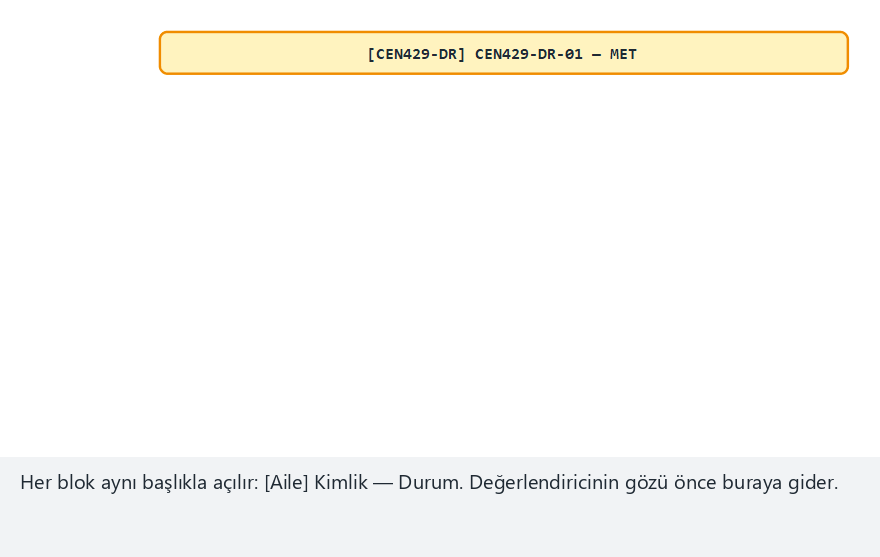 [CEN429-DR] CEN429-DR-01 — MET
Her blok aynı başlıkla açılır: [Aile] Kimlik — Durum. Değerlendiricinin gözü önce buraya gider.